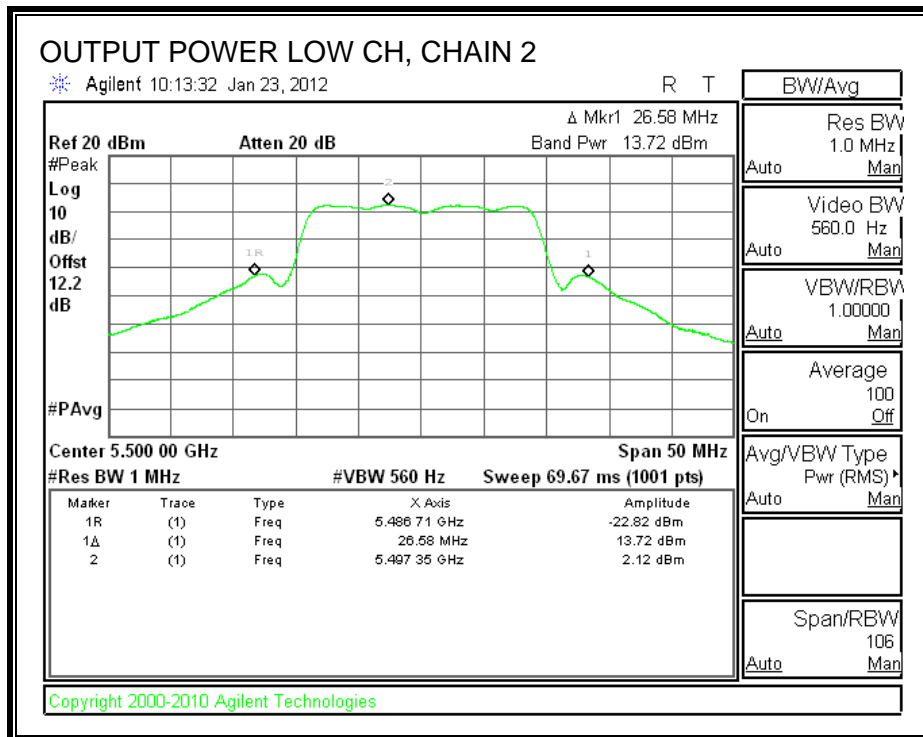 OUTPUT POWER LOW CH, CHAIN 2
Agilent 10:13:32 Jan 23, 2012 R T
Δ Mkr1 26.58 MHz
Ref 20 dBm Atten 20 dB Band Pwr 13.72 dBm
#Peak
Log
10
dB/
Offst
12.2
dB
#PAvg
2
1R
1
Center 5.500 00 GHz Span 50 MHz
#Res BW 1 MHz #VBW 560 Hz Sweep 69.67 ms (1001 pts)
Marker Trace Type X Axis Amplitude
1R (1) Freq 5.486 71 GHz -22.82 dBm
1Δ (1) Freq 26.58 MHz 13.72 dBm
2 (1) Freq 5.497 35 GHz 2.12 dBm
Copyright 2000-2010 Agilent Technologies
BW/Avg
Res BW
1.0 MHz
Auto Man
Video BW
560.0 Hz
Auto Man
VBW/RBW
1.00000
Auto Man
Average
100
On Off
Avg/VBW Type
Pwr (RMS)
Auto Man
Span/RBW
106
Auto Man